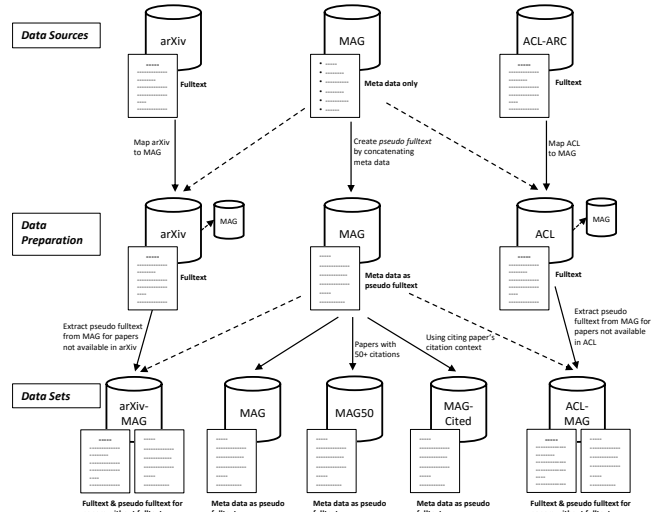 Data Sources
arXiv
MAG
ACL-ARC
Fulltext
Meta data only
Fulltext
Map arXiv
to MAG
Create pseudo fulltext
by concatenating
meta data
Map ACL
to MAG
Data
Preparation
arXiv
MAG
MAG
ACL
MAG
Fulltext
Meta data as
pseudo fulltext
Fulltext
Extract pseudo fulltext
from MAG for papers
not available in arXiv
Papers with
50+ citations
Using citing paper's
citation context
Extract pseudo
fulltext from MAG for
papers not available
in ACL
Data Sets
arXiv-
MAG
MAG
MAG50
MAG-
Cited
ACL-
MAG
Fulltext & pseudo fulltext for
Meta data as pseudo
Meta data as pseudo
Meta data as pseudo
Fulltext & pseudo fulltext for